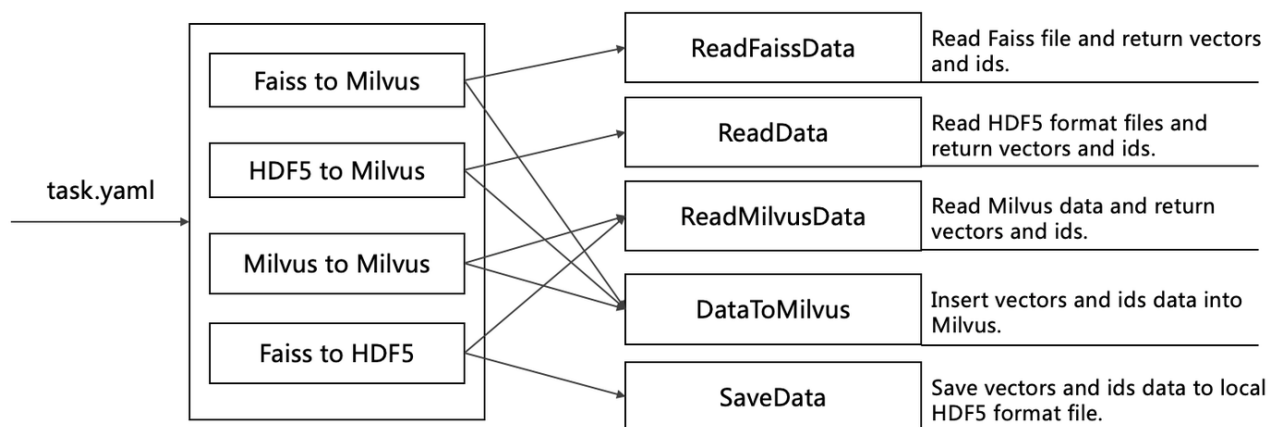 task.yaml
Faiss to Milvus
HDF5 to Milvus
Milvus to Milvus
Faiss to HDF5
ReadFaissData
Read Faiss file and return vectors
and ids.
ReadData
Read HDF5 format files and
return vectors and ids.
ReadMilvusData
Read Milvus data and return
vectors and ids.
DataToMilvus
Insert vectors and ids data into
Milvus.
SaveData
Save vectors and ids data to local
HDF5 format file.